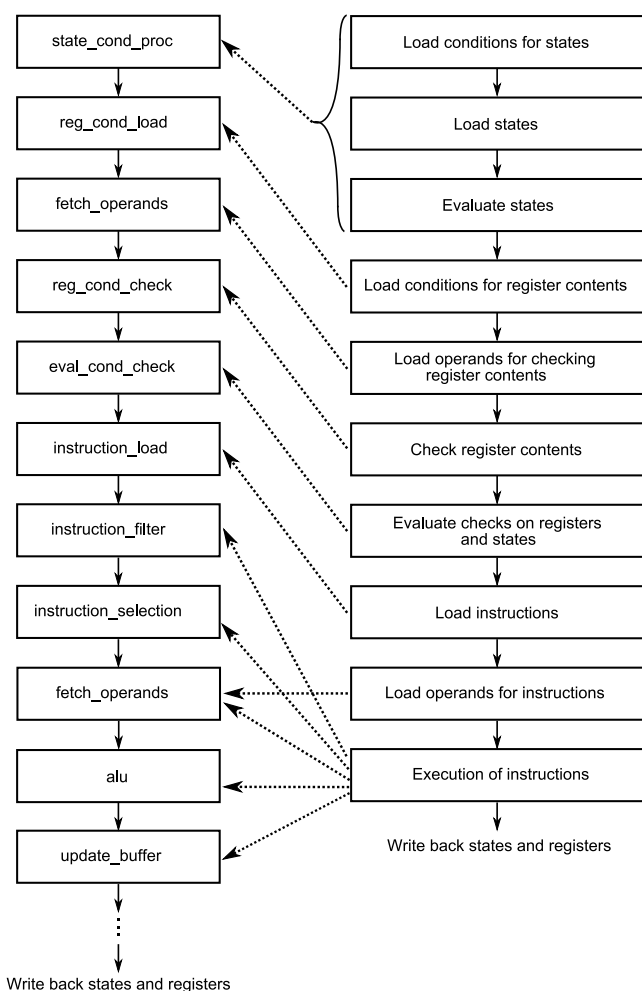 state_cond_proc
reg_cond_load
fetch_operands
reg_cond_check
eval_cond_check
instruction_load
instruction_filter
instruction_selection
fetch_operands
alu
update_buffer
Write back states and registers
Load conditions for states
Load states
Evaluate states
Load conditions for register contents
Load operands for checking
register contents
Check register contents
Evaluate checks on registers
and states
Load instructions
Load operands for instructions
Execution of instructions
Write back states and registers